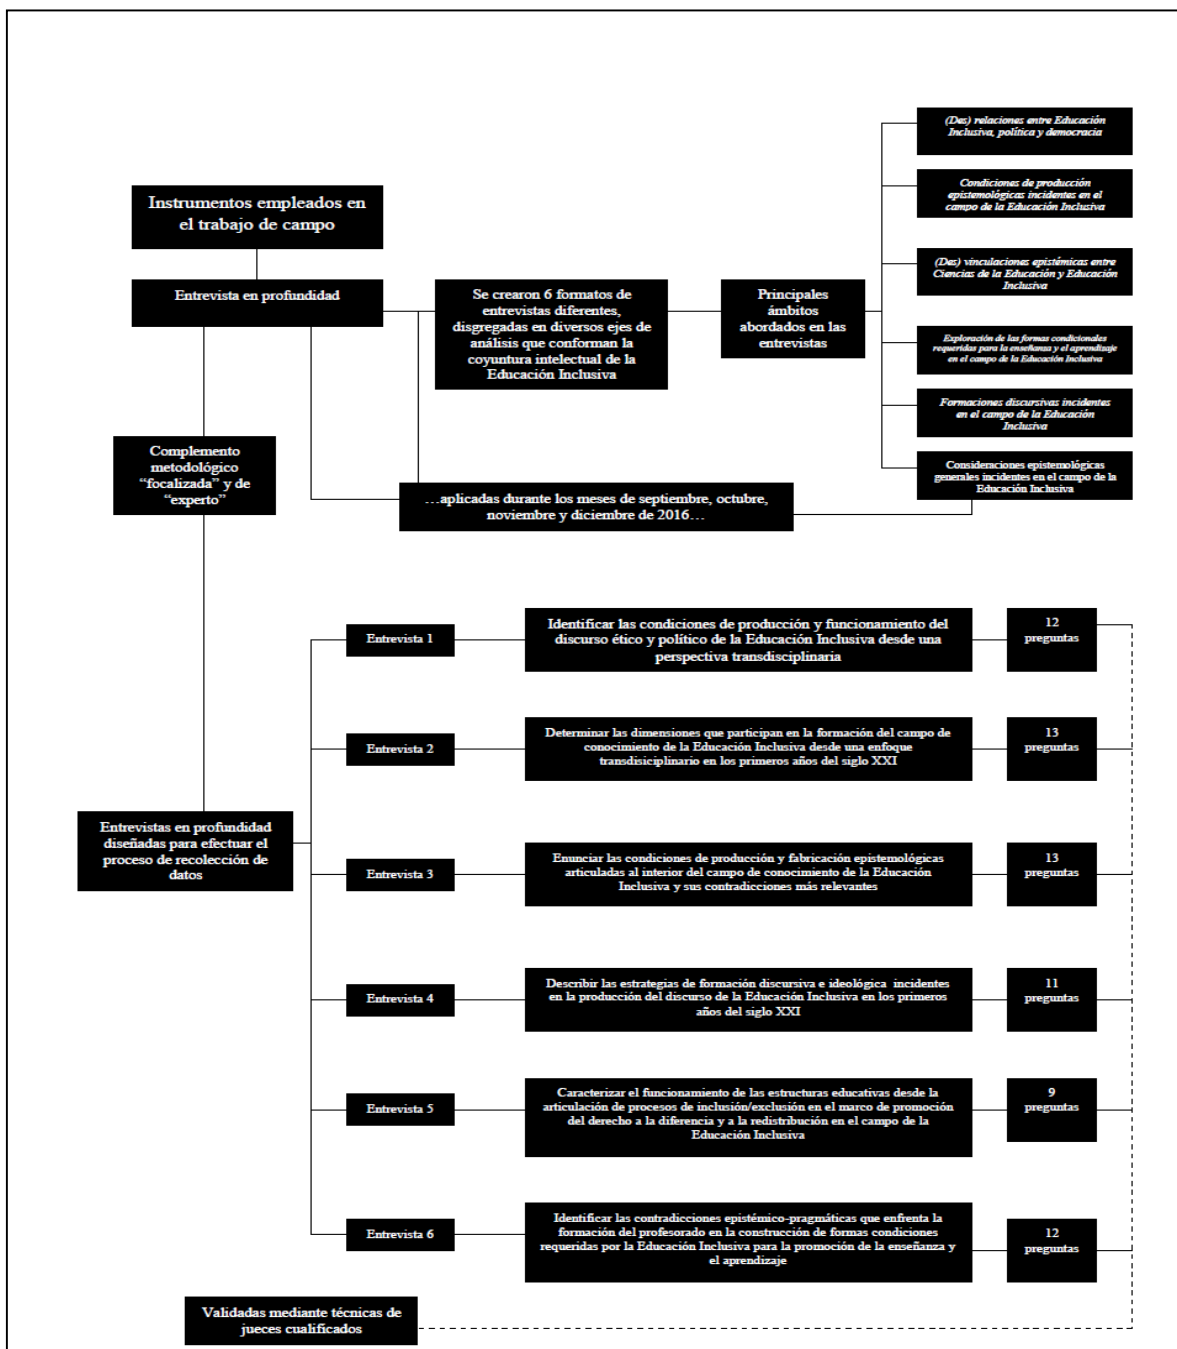 (Des) relaciones entre Educación
Inclusiva, política y democracia
Condiciones de producción
epistemológicas incidentes en el
campo de la Educación Inclusiva
Instrumentos empleados en
el trabajo de campo
(Des) vinculaciones epistémicas entre
Ciencias de la Educación y Educación
Inclusiva
Entrevista en profundidad
Se crearon 6 formatos de
entrevistas diferentes,
disgregadas en diversos ejes de
análisis que conforman la
coyuntura intelectual de la
Educación Inclusiva
Principales
ámbitos
abordados en las
entrevistas
Exploración de las formas condicionales
requeridas para la enseñanza y el aprendizaje
en el campo de la Educación Inclusiva
Formaciones discursivas incidentes
en el campo de la Educación
Inclusiva
Complemento
metodológico
“focalizada” y de
“experto”
Consideraciones epistemológicas
generales incidentes en el campo de la
Educación Inclusiva
…aplicadas durante los meses de septiembre, octubre,
noviembre y diciembre de 2016…
Entrevista 1
Identificar las condiciones de producción y funcionamiento del
discurso ético y político de la Educación Inclusiva desde una
perspectiva transdisciplinaria
12
preguntas
Entrevista 2
Determinar las dimensiones que participan en la formación del campo de
conocimiento de la Educación Inclusiva desde una enfoque
transdisiciplinario en los primeros años del siglo XXI
13
preguntas
Entrevistas en profundidad
diseñadas para efectuar el
proceso de recolección de
datos
Entrevista 3
Enunciar las condiciones de producción y fabricación epistemológicas
articuladas al interior del campo de conocimiento de la Educación
Inclusiva y sus contradicciones más relevantes
13
preguntas
Entrevista 4
Describir las estrategias de formación discursiva e ideológica incidentes
en la producción del discurso de la Educación Inclusiva en los primeros
años del siglo XXI
11
preguntas
Entrevista 5
Caracterizar el funcionamiento de las estructuras educativas desde la
articulación de procesos de inclusión/exclusión en el marco de promoción
del derecho a la diferencia y a la redistribución en el campo de la
Educación Inclusiva
9
preguntas
Entrevista 6
Identificar las contradicciones epistémico-pragmáticas que enfrenta la
formación del profesorado en la construcción de formas condiciones
requeridas por la Educación Inclusiva para la promoción de la enseñanza y
el aprendizaje
12
preguntas
Validadas mediante técnicas de
jueces cualificados